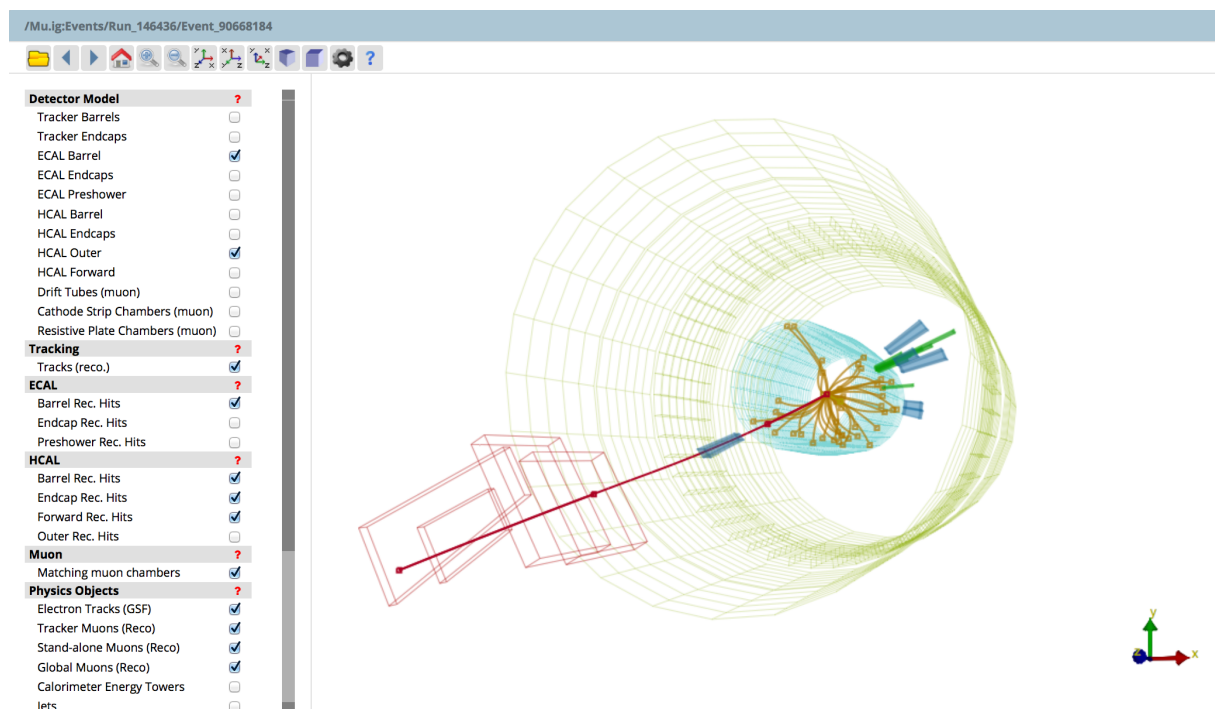 /Mu.ig:Events/Run_146436/Event_90668184
y z x
x y z
y x z
?
Detector Model ?
Tracker Barrels
Tracker Endcaps
ECAL Barrel
ECAL Endcaps
ECAL Preshower
HCAL Barrel
HCAL Endcaps
HCAL Outer
HCAL Forward
Drift Tubes (muon)
Cathode Strip Chambers (muon)
Resistive Plate Chambers (muon)
Tracking ?
Tracks (reco.)
ECAL ?
Barrel Rec. Hits
Endcap Rec. Hits
Preshower Rec. Hits
HCAL ?
Barrel Rec. Hits
Endcap Rec. Hits
Forward Rec. Hits
Outer Rec. Hits
Muon ?
Matching muon chambers
Physics Objects ?
Electron Tracks (GSF)
Tracker Muons (Reco)
Stand-alone Muons (Reco)
Global Muons (Reco)
Calorimeter Energy Towers
Jets
y
z x